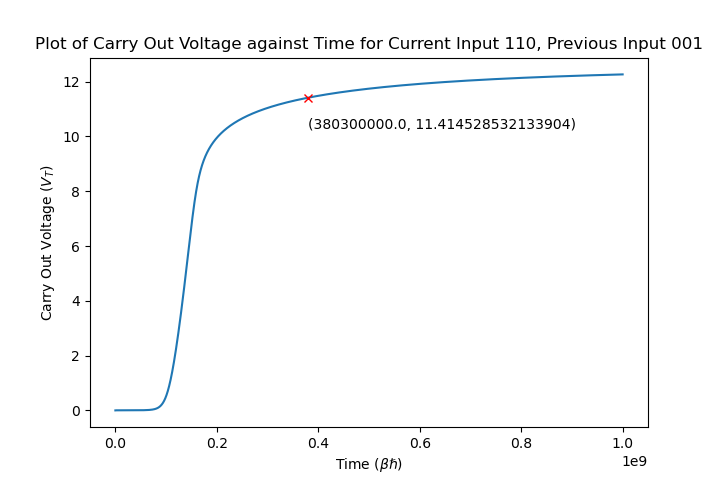 Plot of Carry Out Voltage against Time for Current Input 110, Previous Input 001
12
10
8
6
4
2
0
Carry Out Voltage (V_T)
(380300000.0, 11.414528532133904)
0.0 0.2 0.4 0.6 0.8 1.0
1e9
Time (βℏ)